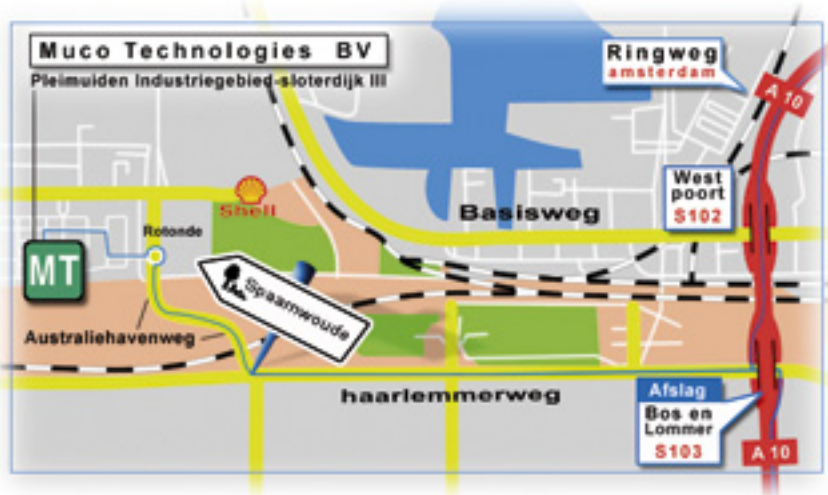 Muco Technologies BV
Pleimuiden Industriegebied-sloterdijk III
Ringweg
amsterdam
A 10
West
poort
S102
Shell
Basisweg
Rotonde
MT
Spaarnwoude
Australiehavenweg
haarlemmerweg
Afslag
Bos en
Lommer
S103
A 10